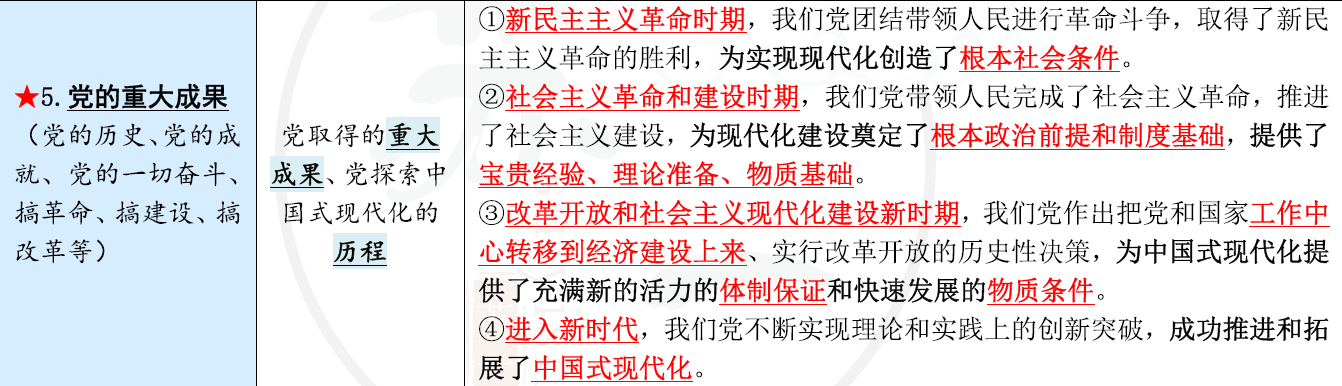 ★5.党的重大成果
（党的历史、党的成
就、党的一切奋斗、
搞革命、搞建设、搞
改革等）
党取得的重大
成果、党探索中
国式现代化的
历程
①新民主主义革命时期，我们党团结带领人民进行革命斗争，取得了新民
主主义革命的胜利，为实现现代化创造了根本社会条件。
②社会主义革命和建设时期，我们党带领人民完成了社会主义革命，推进
了社会主义建设，为现代化建设奠定了根本政治前提和制度基础，提供了
宝贵经验、理论准备、物质基础。
③改革开放和社会主义现代化建设新时期，我们党作出把党和国家工作中
心转移到经济建设上来、实行改革开放的历史性决策，为中国式现代化提
供了充满新的活力的体制保证和快速发展的物质条件。
④进入新时代，我们党不断实现理论和实践上的创新突破，成功推进和拓
展了中国式现代化。